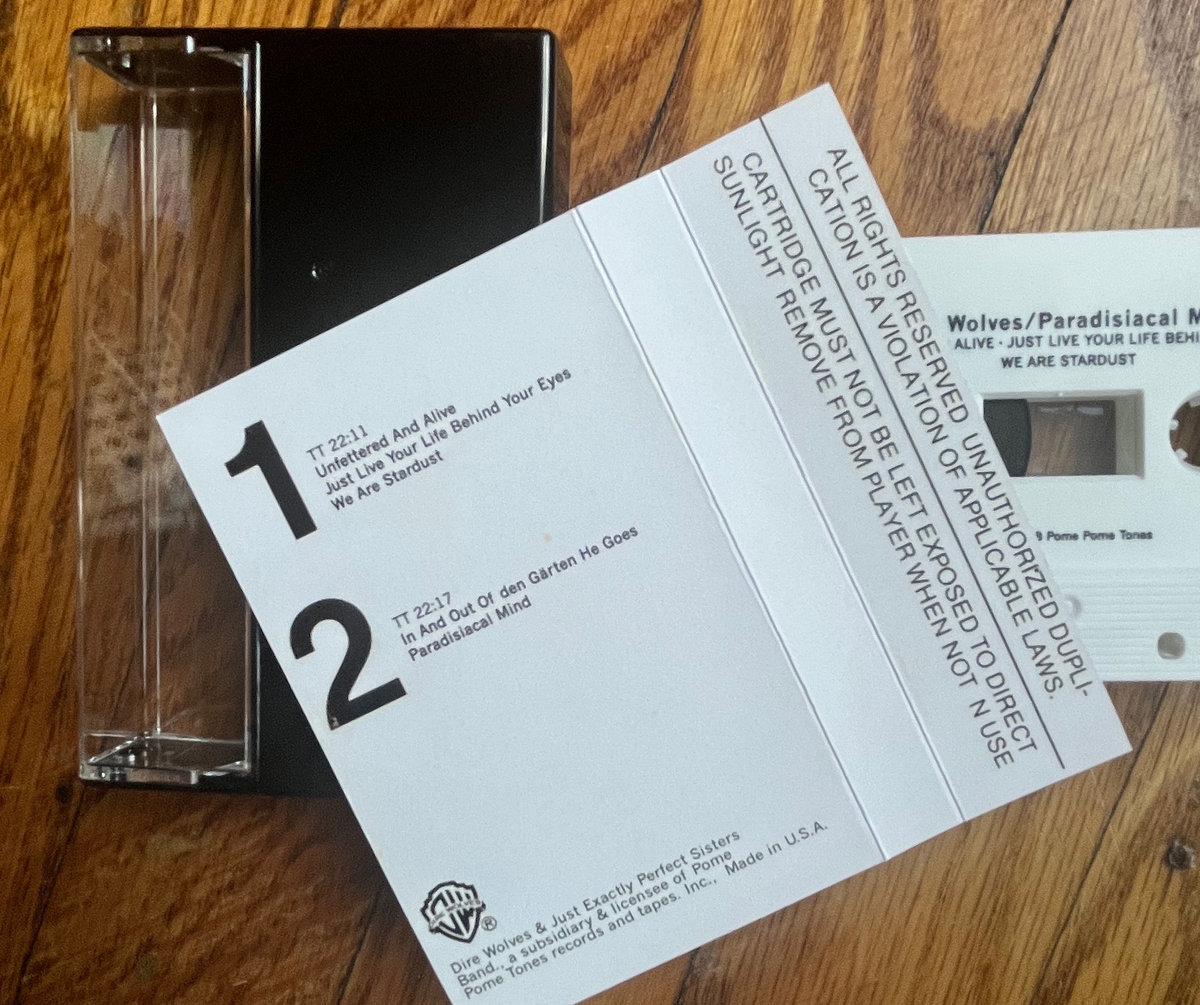 1
TT 22:11
Unfettered And Alive
Just Live Your Life Behind Your Eyes
We Are Stardust
2
TT 22:17
In And Out Of den Gärten He Goes
Paradisiacal Mind
®
Dire Wolves & Just Exactly Perfect Sisters
Band., a subsidiary & licensee of Pome
Pome Tones records and tapes. Inc., Made in U.S.A.
ALL RIGHTS RESERVED UNAUTHORIZED DUPLI-
CATION IS A VIOLATION OF APPLICABLE LAWS.
CARTRIDGE MUST NOT BE LEFT EXPOSED TO DIRECT
SUNLIGHT REMOVE FROM PLAYER WHEN NOT N USE
Wolves/Paradisiacal M
ALIVE · JUST LIVE YOUR LIFE BEHI
WE ARE STARDUST
Pome Pome Tones